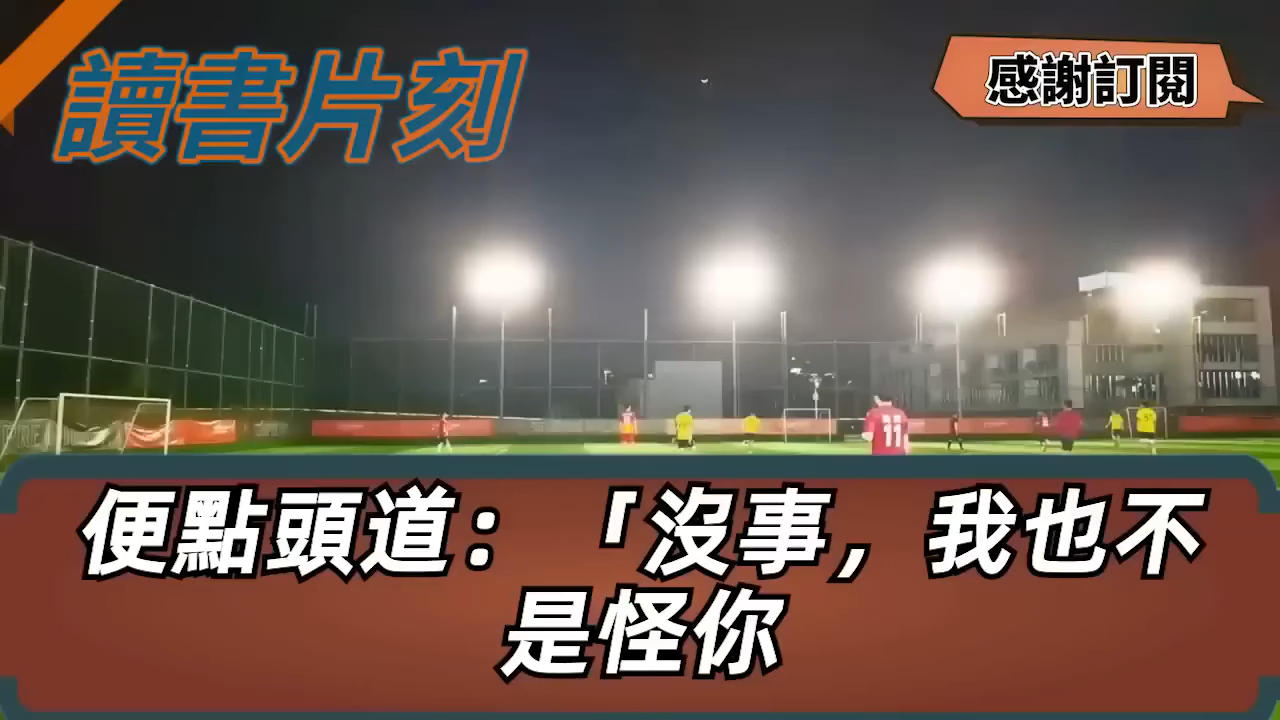 讀書片刻
感謝訂閱
11
便點頭道：「沒事，我也不
是怪你